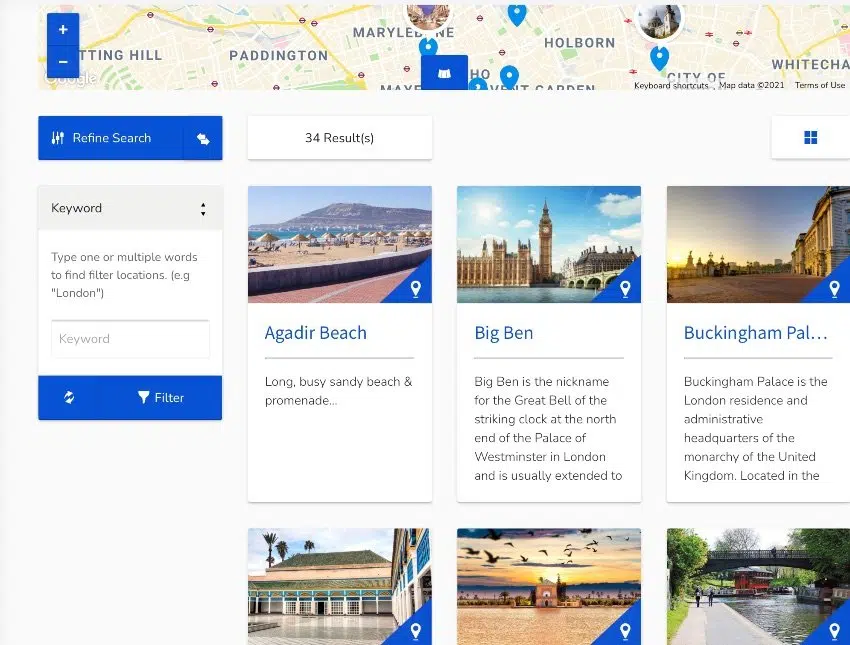 +
−
TTING HILL
PADDINGTON
MARYLEBONE
HOLBORN
HO
VENT GARDEN
MAYF
CITY OF
WHITECHA
Google
Keyboard shortcuts
Map data ©2021
Terms of Use
Refine Search
34 Result(s)
Keyword
Type one or multiple words
to find filter locations. (e.g
"London")
Keyword
Filter
Agadir Beach
Long, busy sandy beach &
promenade...
Big Ben
Big Ben is the nickname
for the Great Bell of the
striking clock at the north
end of the Palace of
Westminster in London
and is usually extended to
Buckingham Pal...
Buckingham Palace is the
London residence and
administrative
headquarters of the
monarchy of the United
Kingdom. Located in the